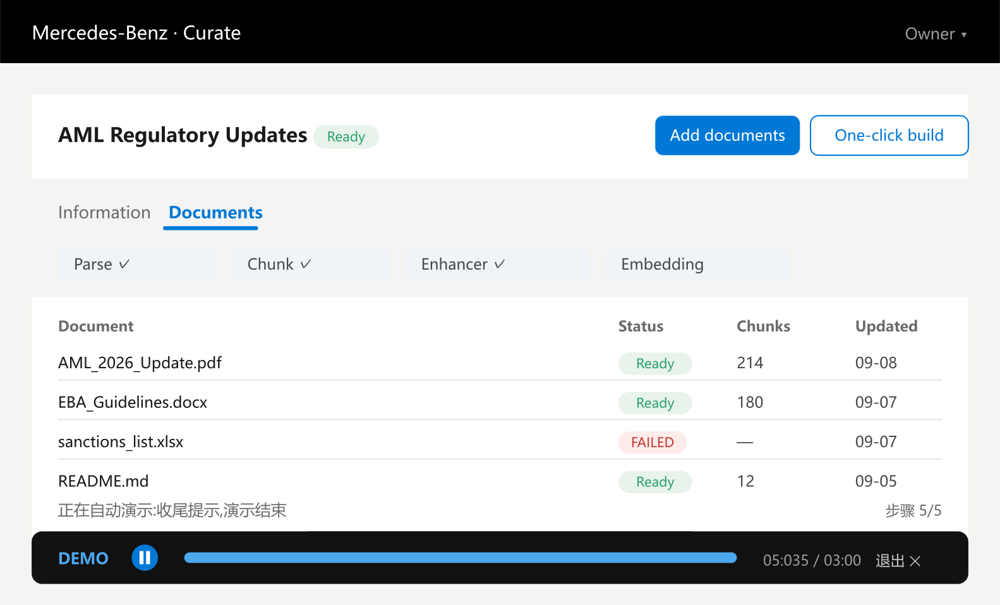 Mercedes-Benz · Curate
Owner ▾
AML Regulatory Updates Ready
Add documents
One-click build
Information Documents
Parse ✓ Chunk ✓ Enhancer ✓ Embedding
Document Status Chunks Updated
AML_2026_Update.pdf Ready 214 09-08
EBA_Guidelines.docx Ready 180 09-07
sanctions_list.xlsx FAILED — 09-07
README.md Ready 12 09-05
正在自动演示:收尾提示,演示结束 步骤 5/5
DEMO 05:035 / 03:00 退出 ×